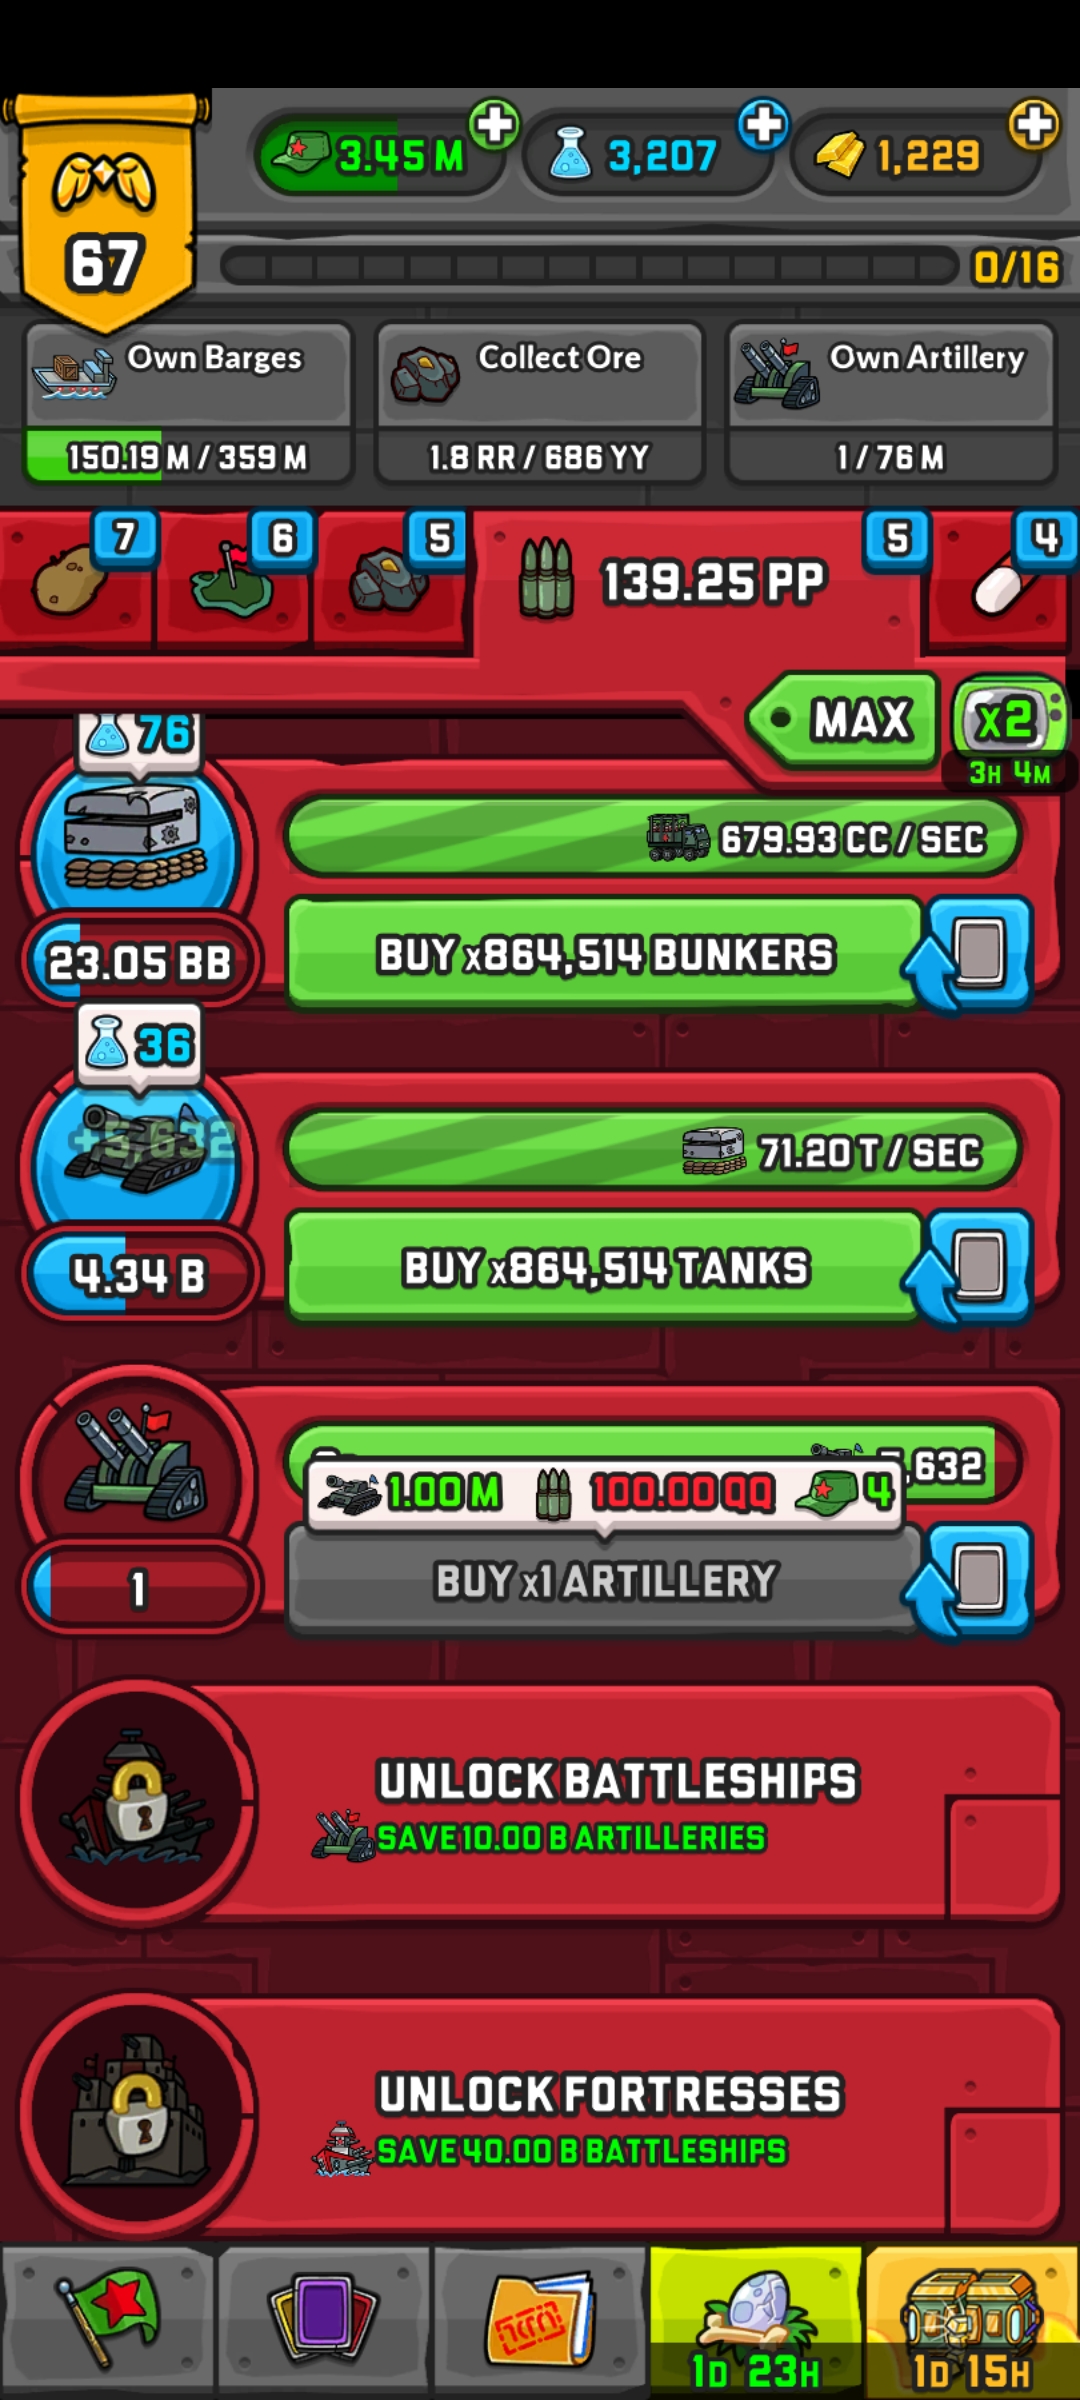 3.45 M
3,207
1,229
67
0/16
Own Barges
Collect Ore
Own Artillery
150.19 M / 359 M
1.8 RR / 686 YY
1 / 76 M
7
6
5
139.25 PP
5
4
MAX
x2
3H 4M
76
679.93 CC / SEC
BUY x864,514 BUNKERS
23.05 BB
36
+5,632
71.20 T / SEC
BUY x864,514 TANKS
4.34 B
,632
1.00 M
100.00 QQ
4
BUY x1 ARTILLERY
1
UNLOCK BATTLESHIPS
SAVE 10.00 B ARTILLERIES
UNLOCK FORTRESSES
SAVE 40.00 B BATTLESHIPS
1D 23H
1D 15H